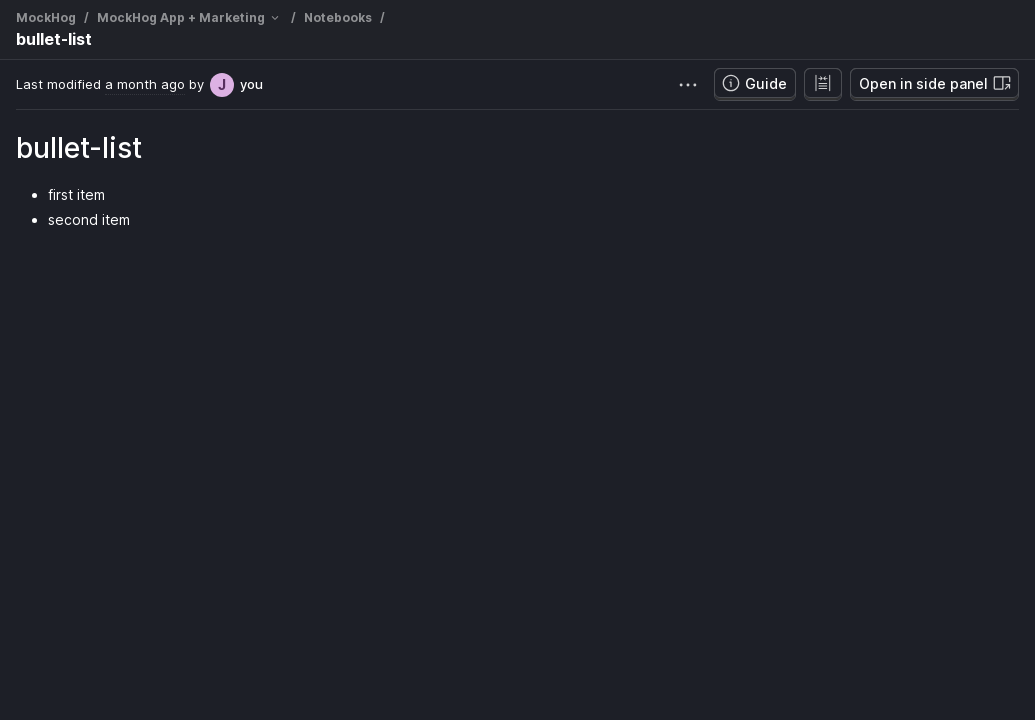 MockHog / MockHog App + Marketing / Notebooks /
bullet-list
Last modified a month ago by J you
Guide
Open in side panel
bullet-list
• first item
• second item